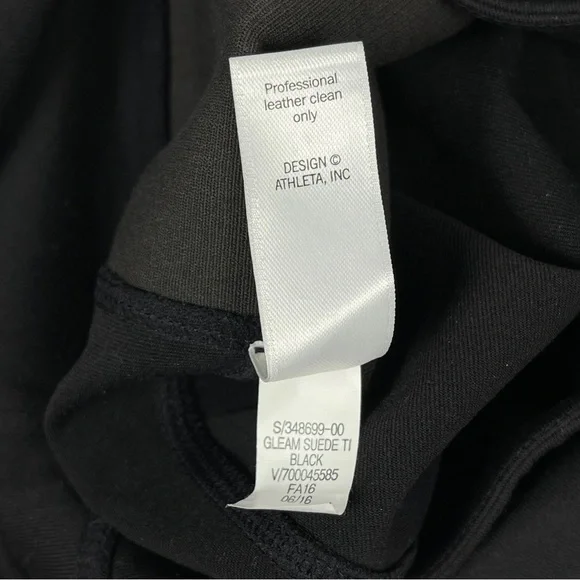 Professional
leather clean
only
DESIGN ©
ATHLETA, INC
S/348699-00
GLEAM SUEDE TI
BLACK
V/700045585
FA16
06/16